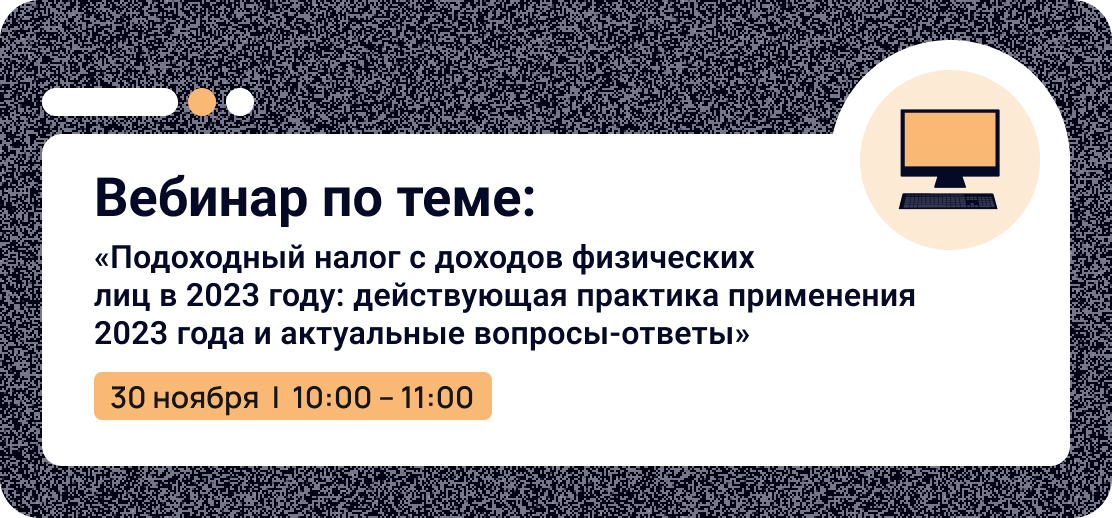 Вебинар по теме:
«Подоходный налог с доходов физических
лиц в 2023 году: действующая практика применения
2023 года и актуальные вопросы-ответы»
30 ноября | 10:00 – 11:00